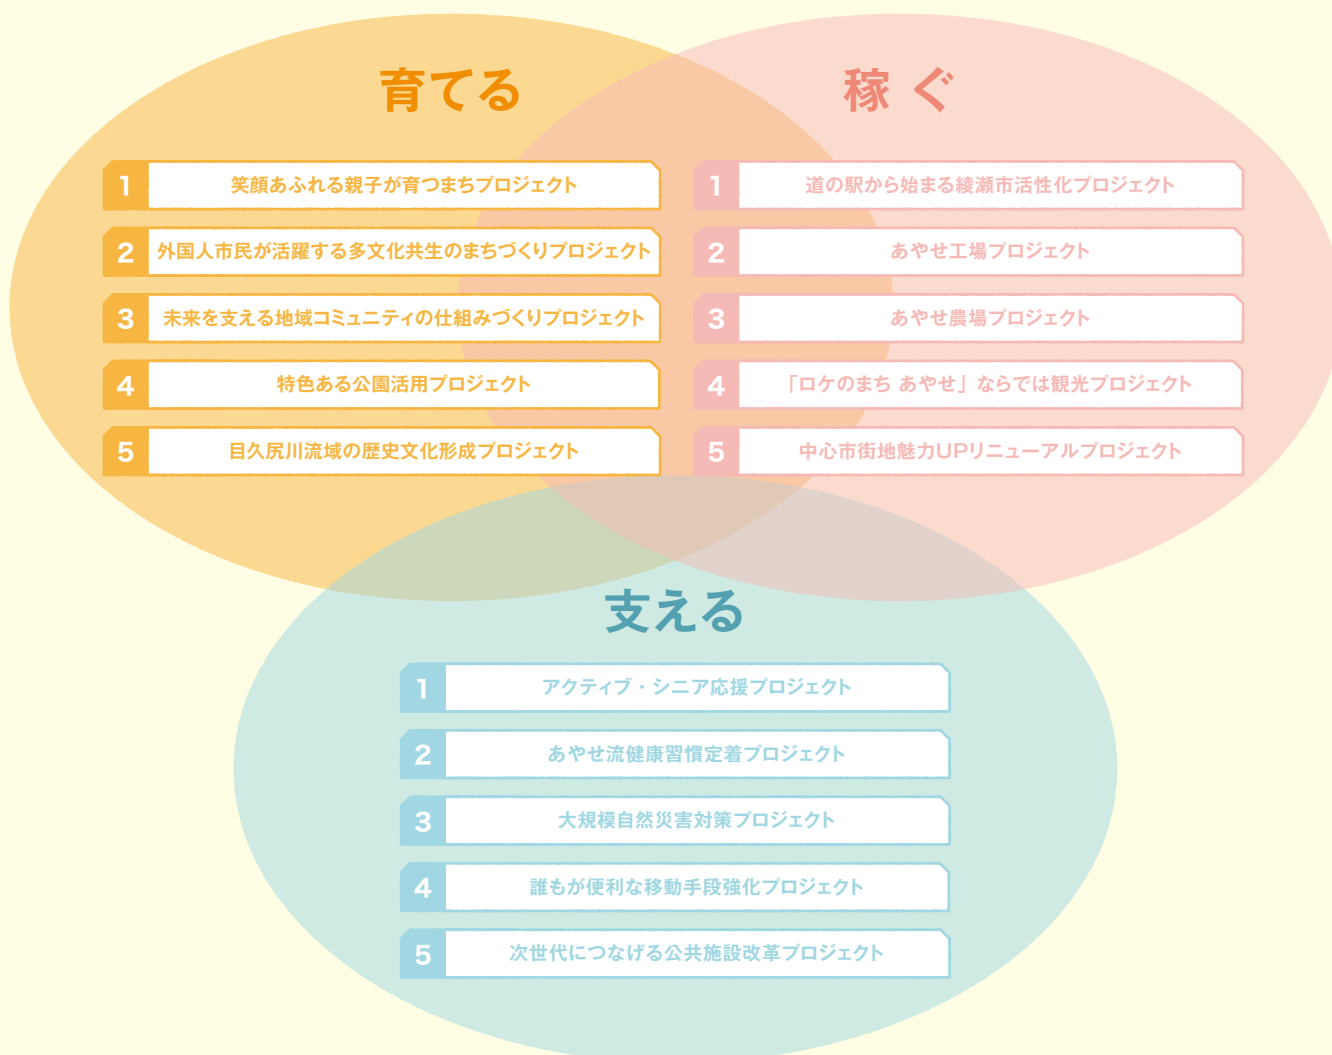 育てる
1 笑顔あふれる親子が育つまちプロジェクト
2 外国人市民が活躍する多文化共生のまちづくりプロジェクト
3 未来を支える地域コミュニティの仕組みづくりプロジェクト
4 特色ある公園活用プロジェクト
5 目久尻川流域の歴史文化形成プロジェクト
稼ぐ
1 道の駅から始まる綾瀬市活性化プロジェクト
2 あやせ工場プロジェクト
3 あやせ農場プロジェクト
4 「ロケのまち あやせ」ならでは観光プロジェクト
5 中心市街地魅力UPリニューアルプロジェクト
支える
1 アクティブ・シニア応援プロジェクト
2 あやせ流健康習慣定着プロジェクト
3 大規模自然災害対策プロジェクト
4 誰もが便利な移動手段強化プロジェクト
5 次世代につなげる公共施設改革プロジェクト